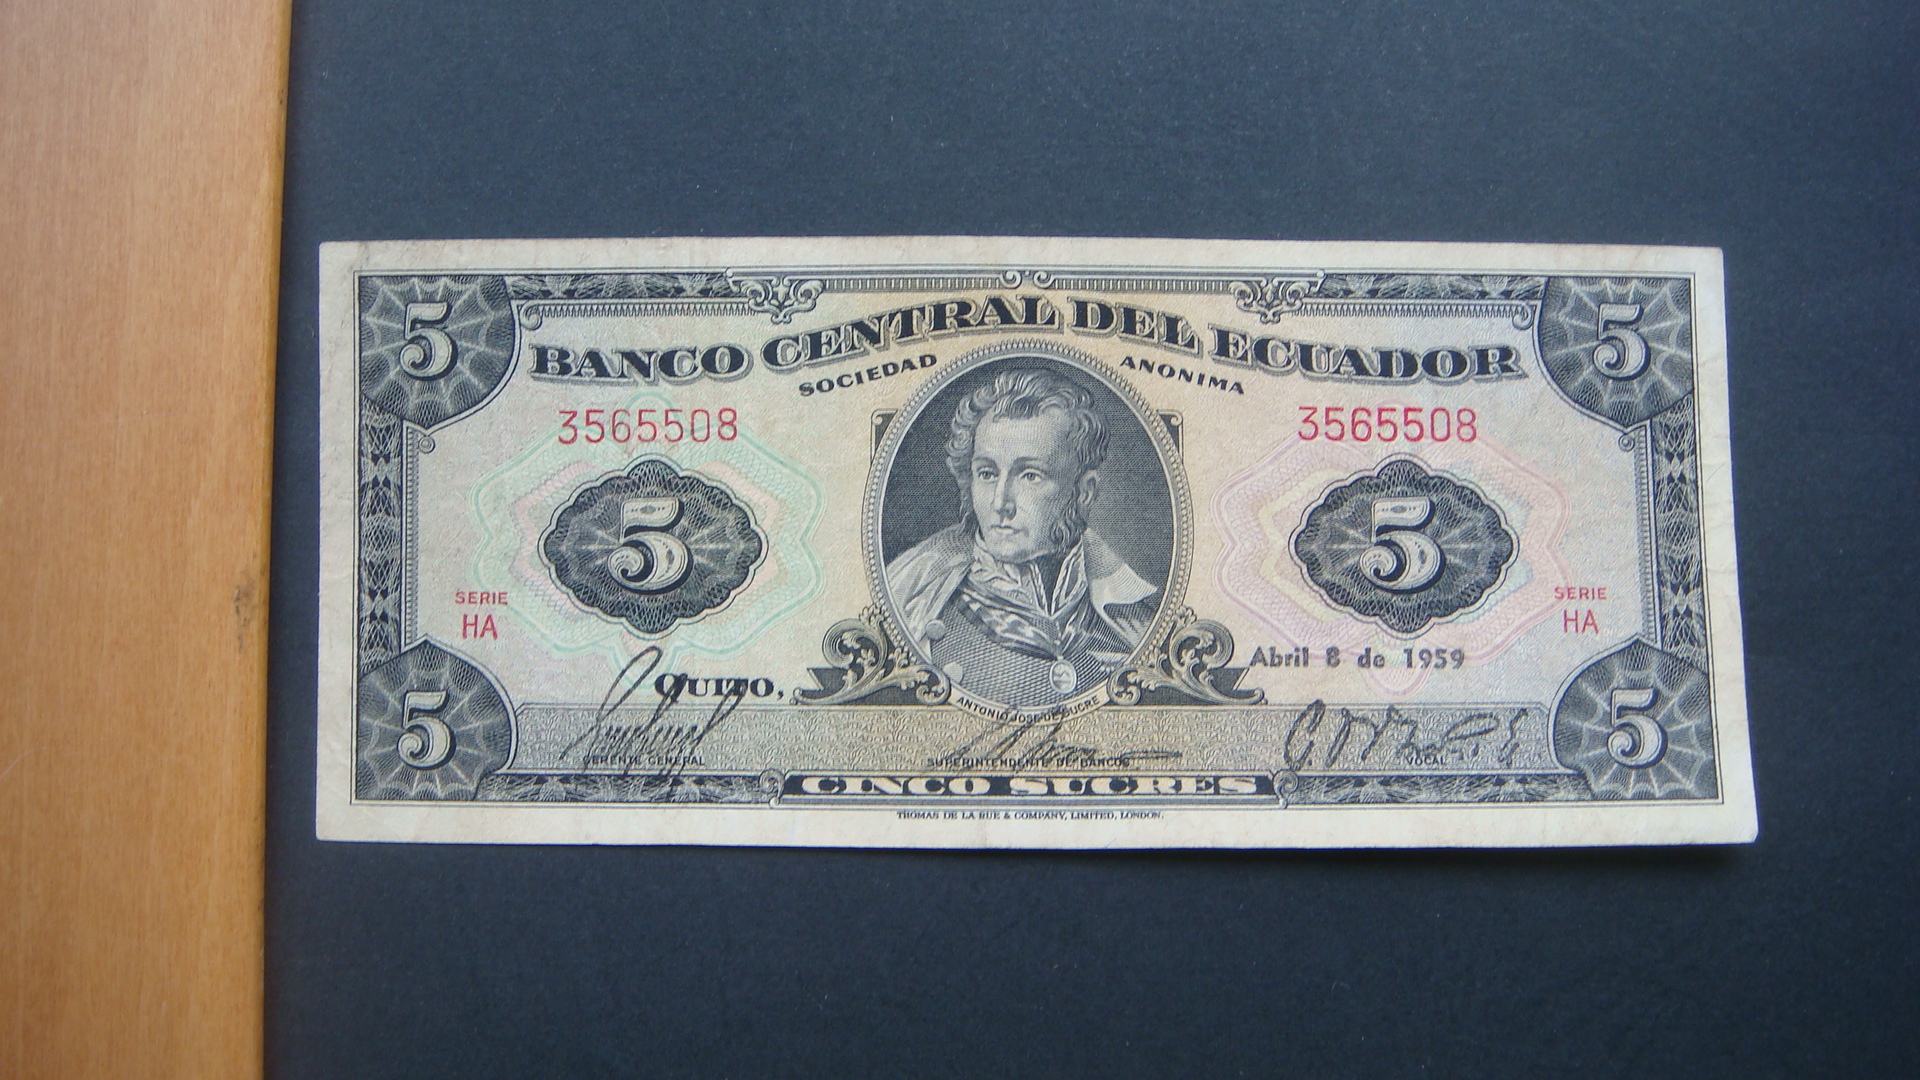 5 5
BANCO CENTRAL DEL ECUADOR
SOCIEDAD ANONIMA
3565508 3565508
5 5
SERIE SERIE
HA HA
Abril 8 de 1959
QUITO,
ANTONIO JOSE DE SUCRE
5 5
GERENTE GENERAL SUPERINTENDENTE DE BANCOS VOCAL
CINCO SUCRES
THOMAS DE LA RUE & COMPANY, LIMITED, LONDON.